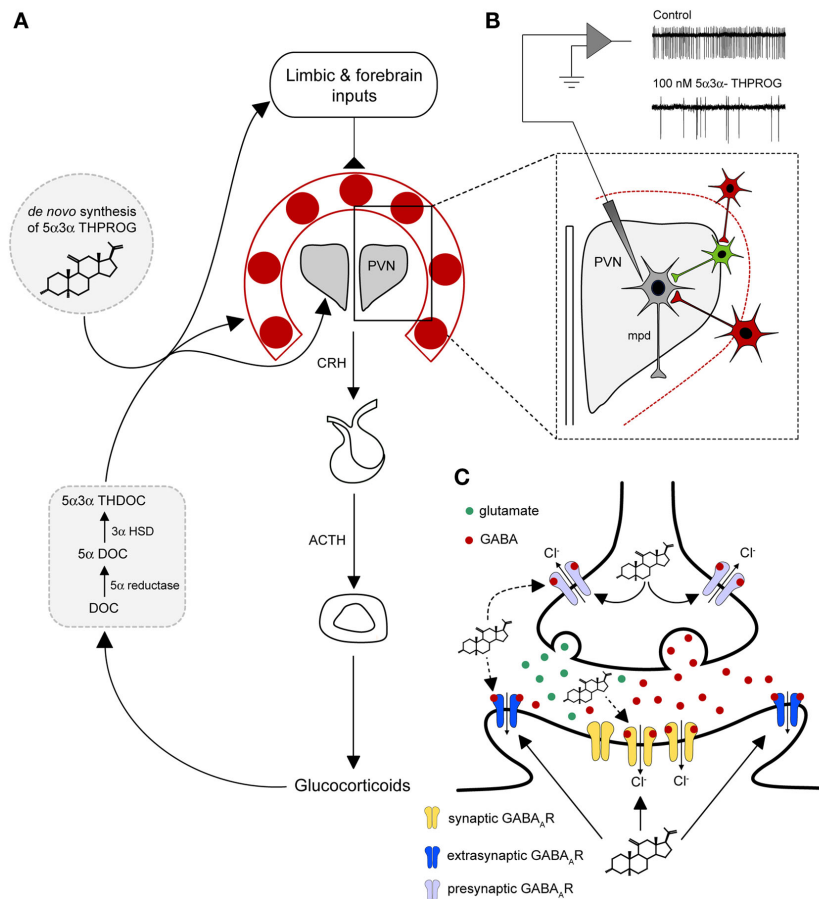 A
Limbic & forebrain
inputs
de novo synthesis
of 5α3α THPROG
PVN
CRH
ACTH
5α3α THDOC
3α HSD
5α DOC
5α reductase
DOC
Glucocorticoids
B
Control
100 nM 5α3α- THPROG
PVN
mpd
C
glutamate
GABA
Cl-
Cl-
Cl-
Cl-
synaptic GABAAR
extrasynaptic GABAAR
presynaptic GABAAR